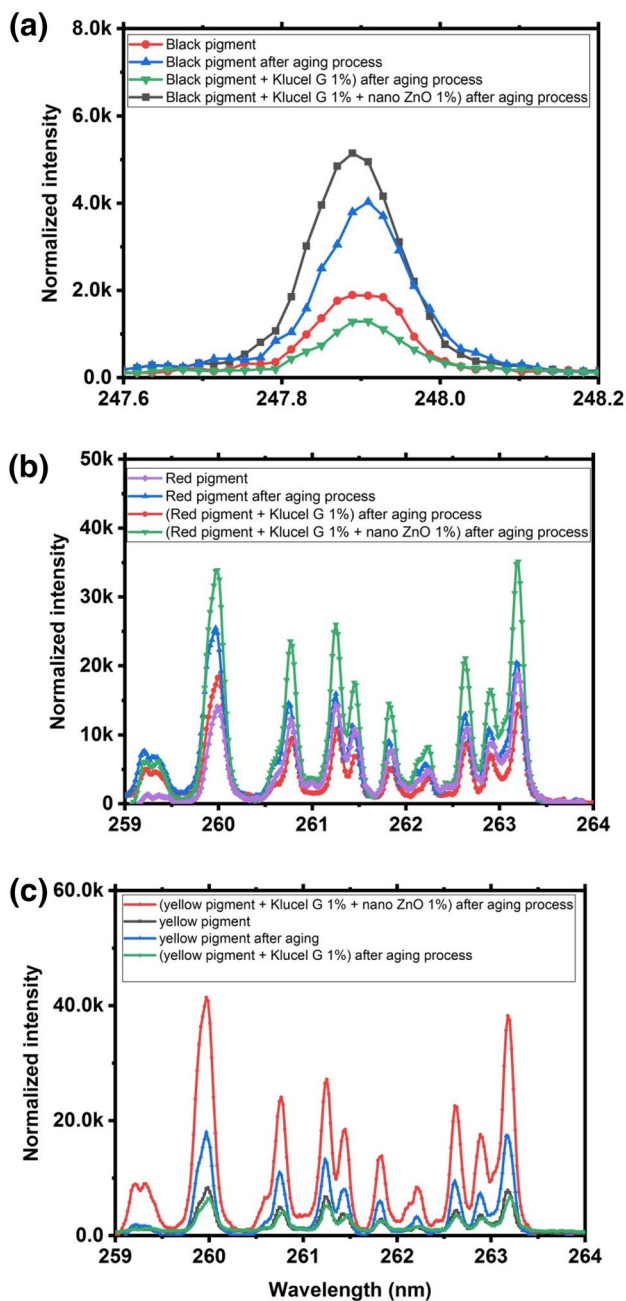 (a)
8.0k
6.0k
4.0k
2.0k
0.0
Normalized intensity
Black pigment
Black pigment after aging process
Black pigment + Klucel G 1%) after aging process
Black pigment + Klucel G 1% + nano ZnO 1%) after aging process
247.6 247.8 248.0 248.2
(b)
50k
40k
30k
20k
10k
0
Normalized intensity
Red pigment
Red pigment after aging process
(Red pigment + Klucel G 1%) after aging process
(Red pigment + Klucel G 1% + nano ZnO 1%) after aging process
259 260 261 262 263 264
(c)
60.0k
40.0k
20.0k
0.0
Normalized intensity
(yellow pigment + Klucel G 1% + nano ZnO 1%) after aging process
yellow pigment
yellow pigment after aging
(yellow pigment + Klucel G 1%) after aging process
259 260 261 262 263 264
Wavelength (nm)